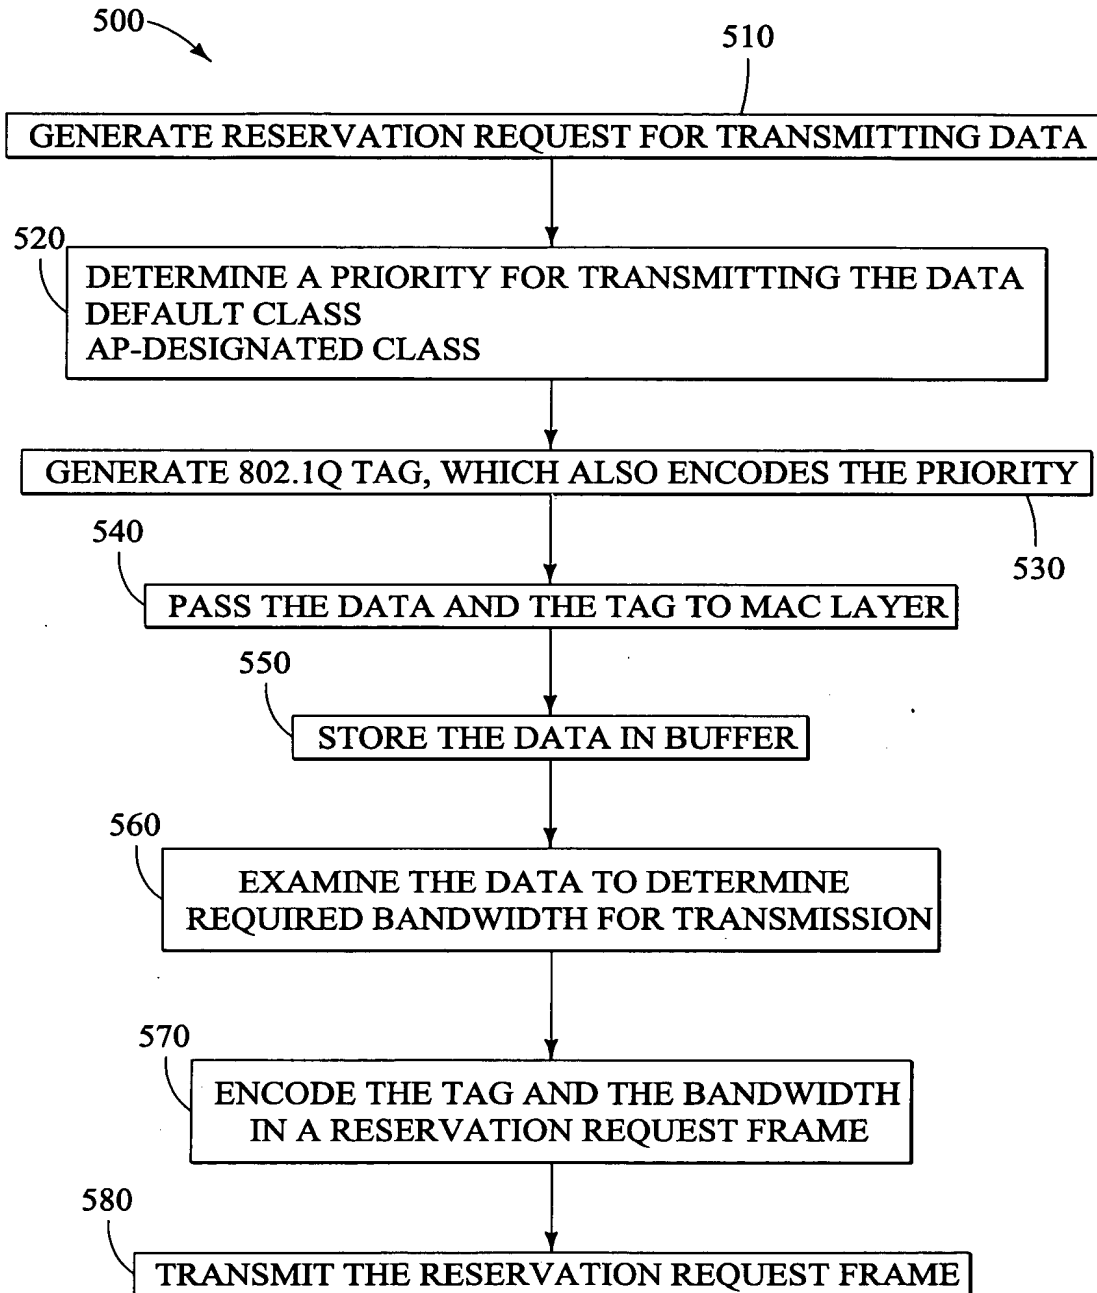 500
510
GENERATE RESERVATION REQUEST FOR TRANSMITTING DATA
520
DETERMINE A PRIORITY FOR TRANSMITTING THE DATA
DEFAULT CLASS
AP-DESIGNATED CLASS
GENERATE 802.1Q TAG, WHICH ALSO ENCODES THE PRIORITY
530
540
PASS THE DATA AND THE TAG TO MAC LAYER
550
STORE THE DATA IN BUFFER
560
EXAMINE THE DATA TO DETERMINE
REQUIRED BANDWIDTH FOR TRANSMISSION
570
ENCODE THE TAG AND THE BANDWIDTH
IN A RESERVATION REQUEST FRAME
580
TRANSMIT THE RESERVATION REQUEST FRAME